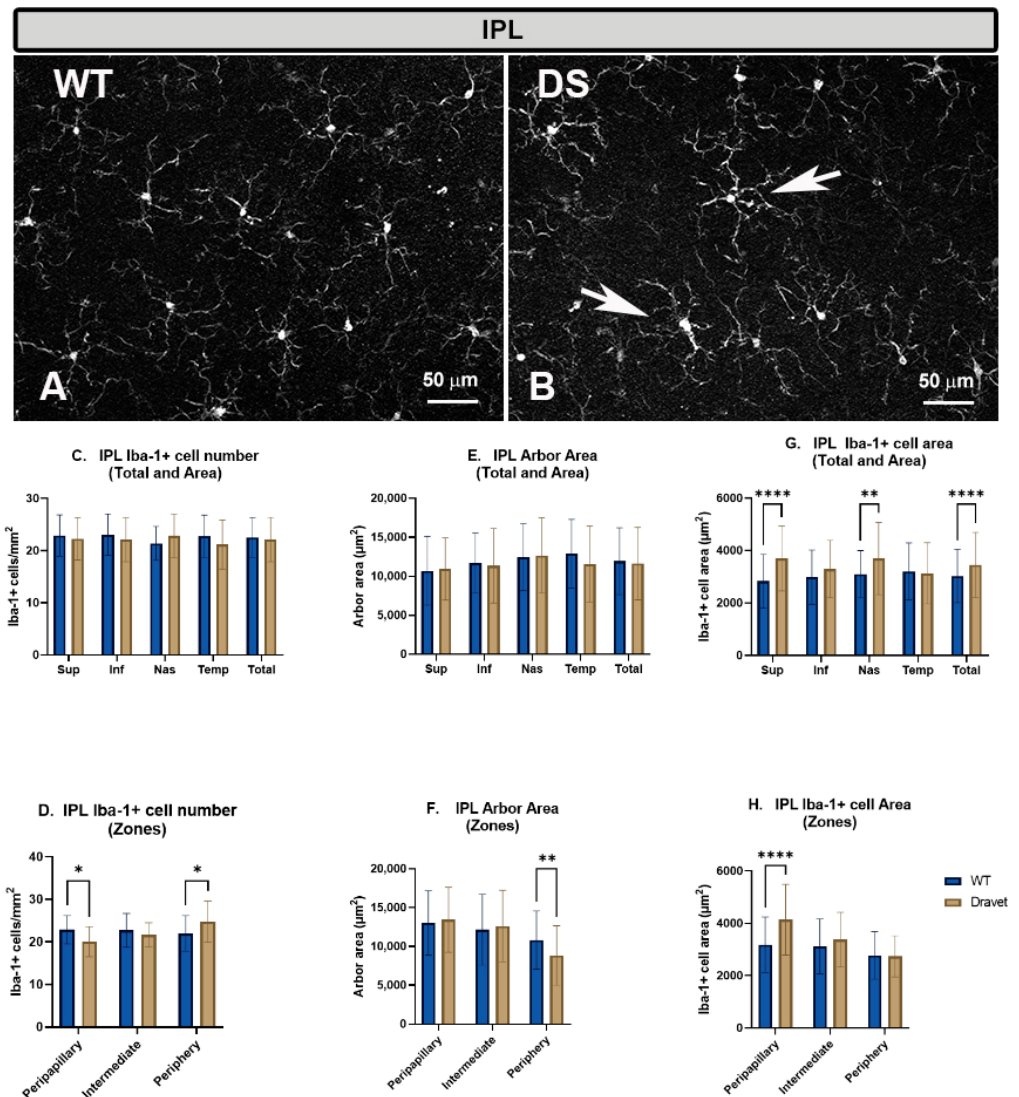 IPL
WT
DS
A
50 μm
B
50 μm
C. IPL Iba-1+ cell number
(Total and Area)
Iba-1+ cells/mm²
30
20
10
0
Sup Inf Nas Temp Total
E. IPL Arbor Area
(Total and Area)
Arbor area (μm²)
20,000
15,000
10,000
5,000
0
Sup Inf Nas Temp Total
G. IPL Iba-1+ cell area
(Total and Area)
Iba-1+ cell area (μm²)
6000
4000
2000
0
**** ** ****
Sup Inf Nas Temp Total
D. IPL Iba-1+ cell number
(Zones)
Iba-1+ cells/mm²
40
30
20
10
0
* *
Peripapillary Intermediate Periphery
F. IPL Arbor Area
(Zones)
Arbor area (μm²)
20,000
15,000
10,000
5,000
0
**
Peripapillary Intermediate Periphery
H. IPL Iba-1+ cell Area
(Zones)
Iba-1+ cell area (μm²)
6000
4000
2000
0
****
Peripapillary Intermediate Periphery
WT
Dravet